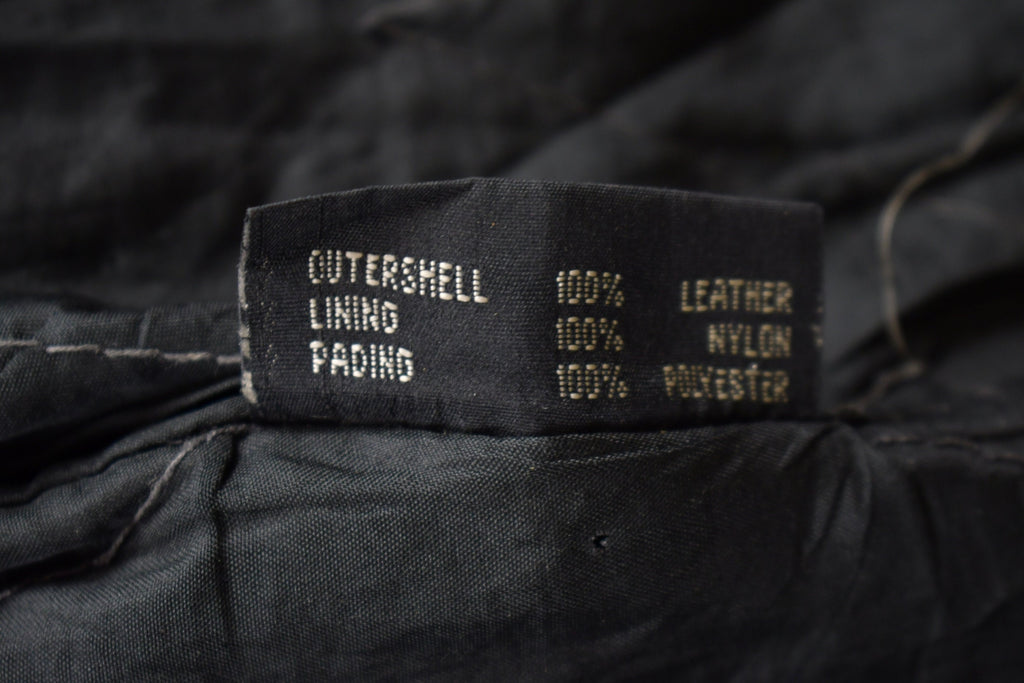 OUTERSHELL 100% LEATHER
LINING 100% NYLON
PADING 100% POLYESTER